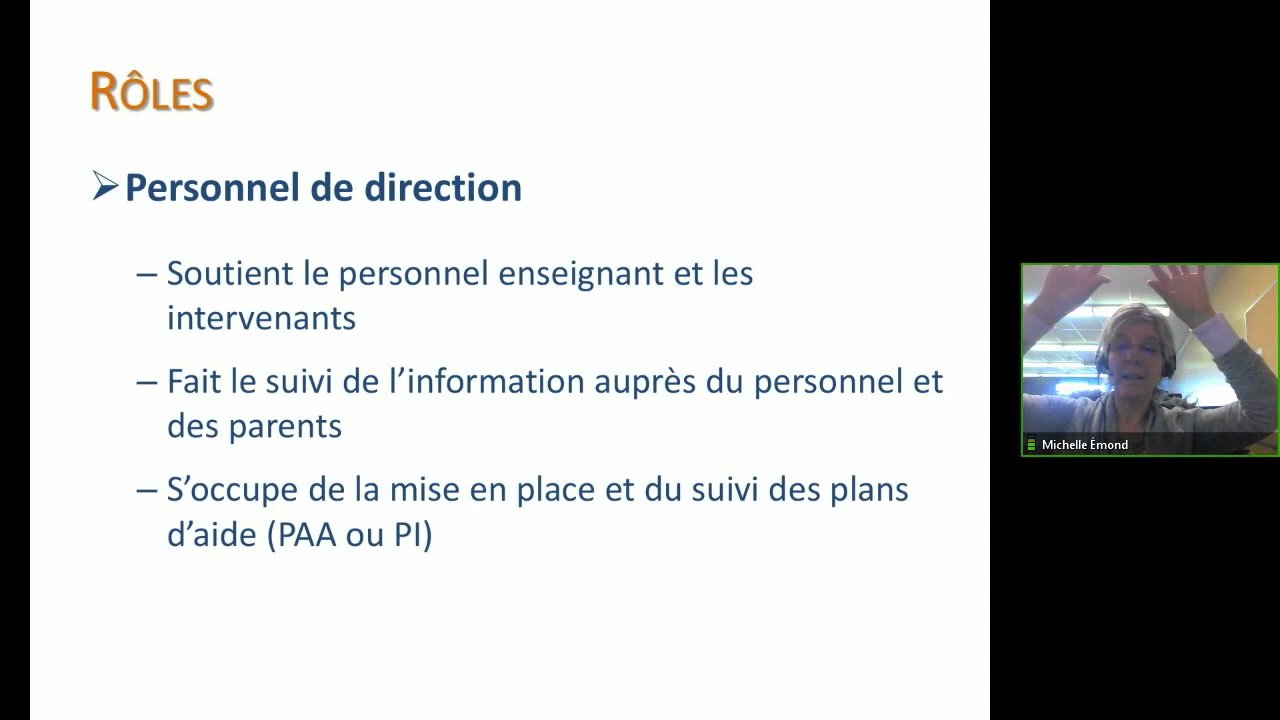 RÔLES
➢ Personnel de direction
– Soutient le personnel enseignant et les
intervenants
– Fait le suivi de l’information auprès du personnel et
des parents
– S’occupe de la mise en place et du suivi des plans
d’aide (PAA ou PI)
Michelle Émond